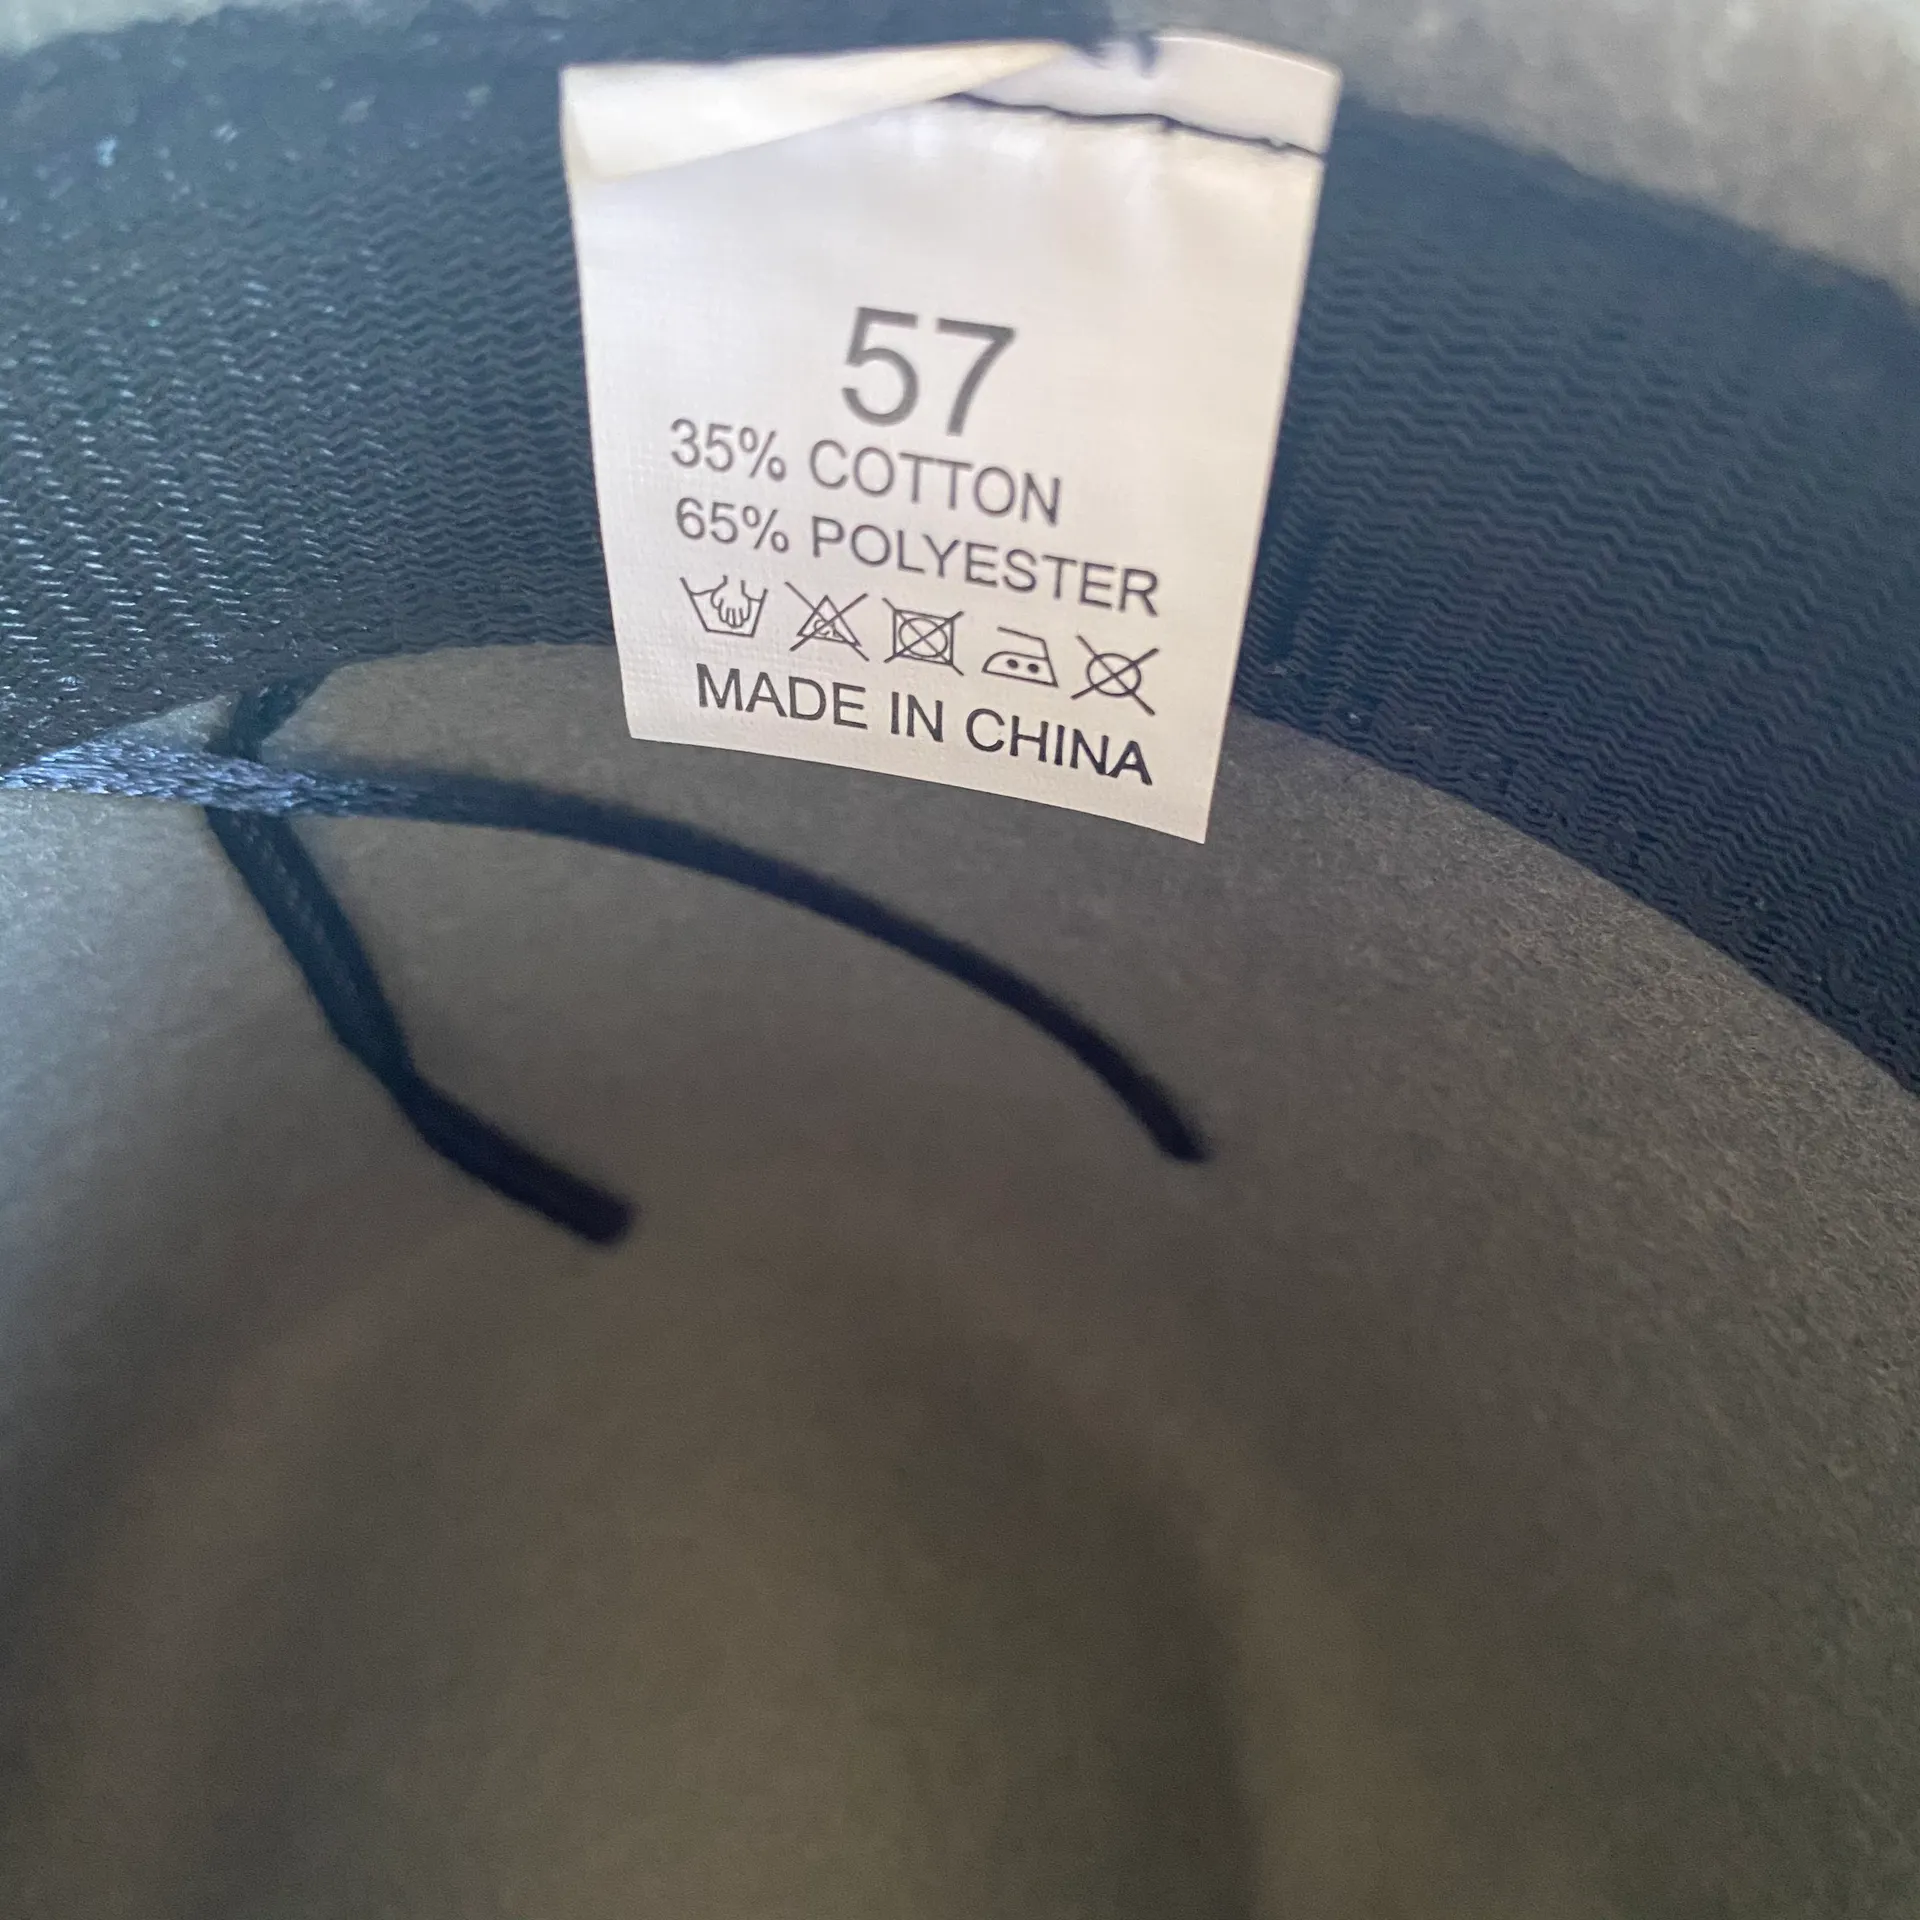 57
35% COTTON
65% POLYESTER
MADE IN CHINA